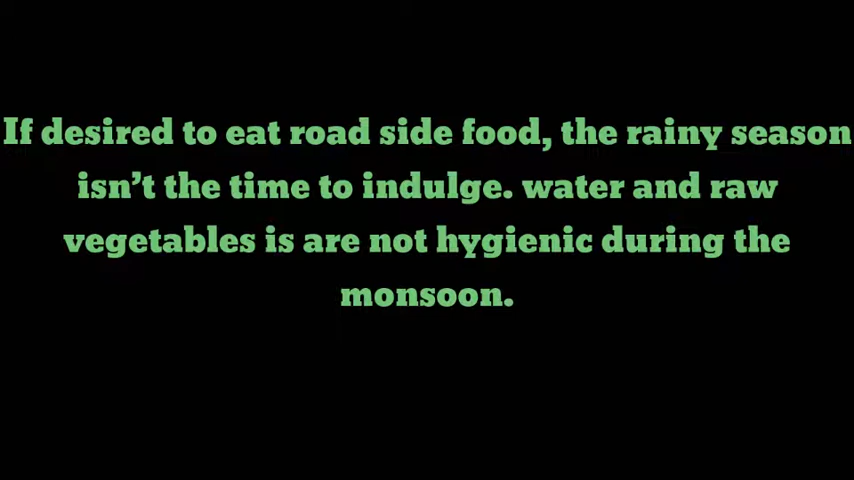 If desired to eat road side food, the rainy season
isn’t the time to indulge. water and raw
vegetables is are not hygienic during the
monsoon.